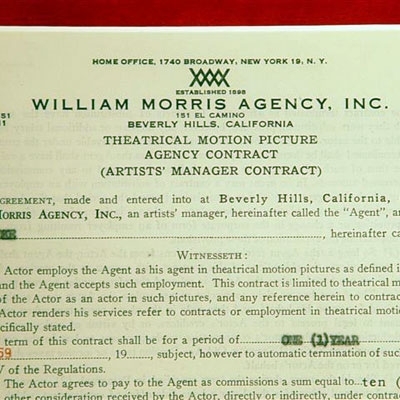 HOME OFFICE, 1740 BROADWAY, NEW YORK 19, N. Y.
ESTABLISHED 1898
WILLIAM MORRIS AGENCY, INC.
151 EL CAMINO
BEVERLY HILLS, CALIFORNIA
THEATRICAL MOTION PICTURE
AGENCY CONTRACT
(ARTISTS' MANAGER CONTRACT)
GREEMENT, made and entered into at Beverly Hills, California,
MORRIS AGENCY, INC., an artists' manager, hereinafter called the "Agent", an
hereinafter ca
WITNESSETH:
Actor employs the Agent as his agent in theatrical motion pictures as defined i
and the Agent accepts such employment. This contract is limited to theatrical m
of the Actor as an actor in such pictures, and any reference herein to contrac
Actor renders his services refer to contracts or employment in theatrical motio
cifically stated.
term of this contract shall be for a period of ONE (1) YEAR
59, 19......, subject, however to automatic termination of such
V of the Regulations.
The Actor agrees to pay to the Agent as commissions a sum equal to...ten (
other consideration received by the Actor, directly or indirectly, under contrac